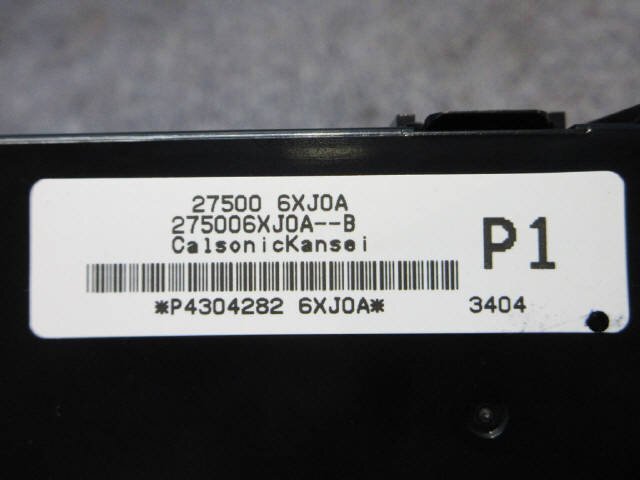 27500 6XJ0A
275006XJ0A--B
CalsonicKansei
P1
*P4304282 6XJ0A*
3404